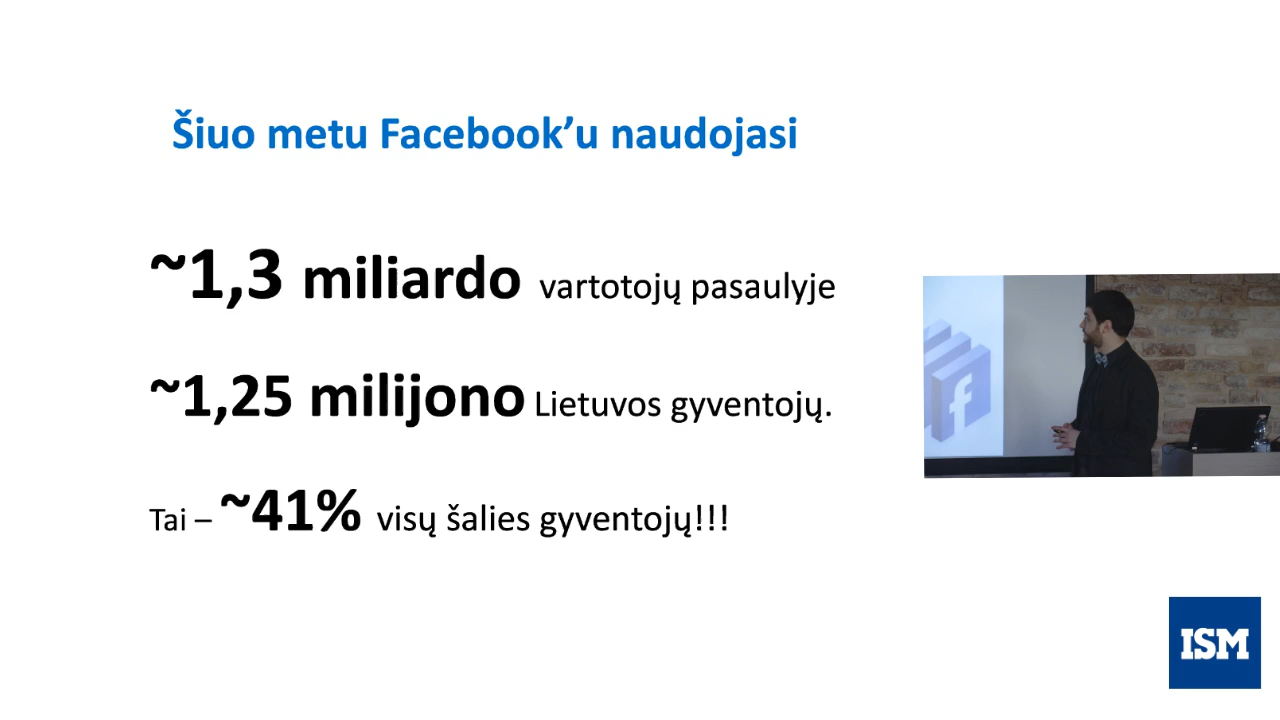 Šiuo metu Facebook’u naudojasi
~1,3 miliardo vartotojų pasaulyje
~1,25 milijono Lietuvos gyventojų.
Tai – ~41% visų šalies gyventojų!!!
f
ISM